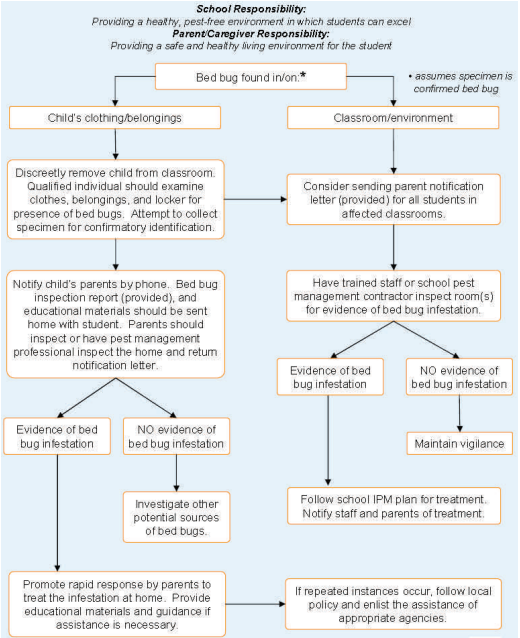 School Responsibility:
Providing a healthy, pest-free environment in which students can excel
Parent/Caregiver Responsibility:
Providing a safe and healthy living environment for the student
Bed bug found in/on:*
• assumes specimen is
confirmed bed bug
Child's clothing/belongings
Classroom/environment
Discreetly remove child from classroom.
Qualified individual should examine
clothes, belongings, and locker for
presence of bed bugs. Attempt to collect
specimen for confirmatory identification.
Consider sending parent notification
letter (provided) for all students in
affected classrooms.
Notify child's parents by phone. Bed bug
inspection report (provided), and
educational materials should be sent
home with student. Parents should
inspect or have pest management
professional inspect the home and return
notification letter.
Have trained staff or school pest
management contractor inspect room(s)
for evidence of bed bug infestation.
Evidence of bed
bug infestation
NO evidence of
bed bug infestation
Maintain vigilance
Evidence of bed
bug infestation
NO evidence of
bed bug infestation
Investigate other
potential sources
of bed bugs.
Follow school IPM plan for treatment.
Notify staff and parents of treatment.
Promote rapid response by parents to
treat the infestation at home. Provide
educational materials and guidance if
assistance is necessary.
If repeated instances occur, follow local
policy and enlist the assistance of
appropriate agencies.